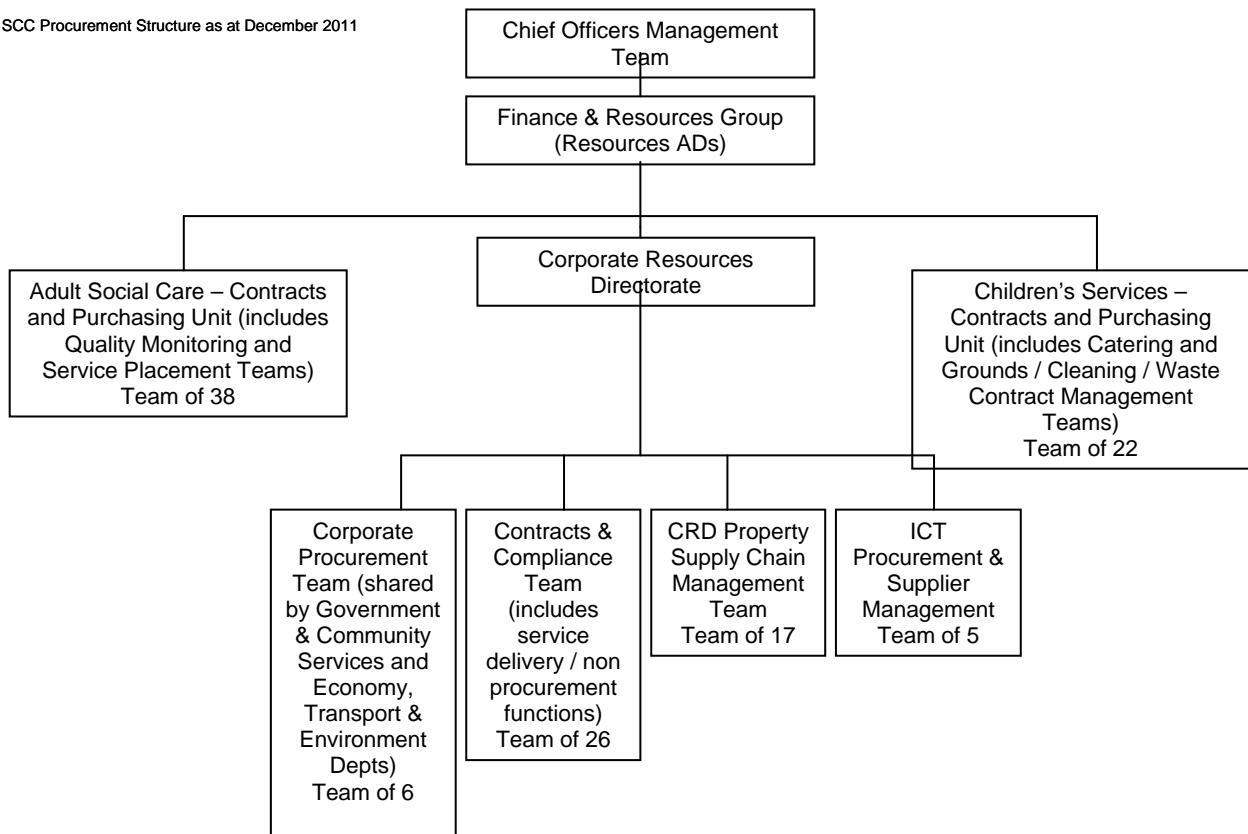 SCC Procurement Structure as at December 2011
Chief Officers Management
Team
Finance & Resources Group
(Resources ADs)
Corporate Resources
Directorate
Adult Social Care – Contracts
and Purchasing Unit (includes
Quality Monitoring and
Service Placement Teams)
Team of 38
Children's Services –
Contracts and Purchasing
Unit (includes Catering and
Grounds / Cleaning / Waste
Contract Management
Teams)
Team of 22
Corporate
Procurement
Team (shared
by Government
& Community
Services and
Economy,
Transport &
Environment
Depts)
Team of 6
Contracts &
Compliance
Team
(includes
service
delivery / non
procurement
functions)
Team of 26
CRD Property
Supply Chain
Management
Team
Team of 17
ICT
Procurement &
Supplier
Management
Team of 5